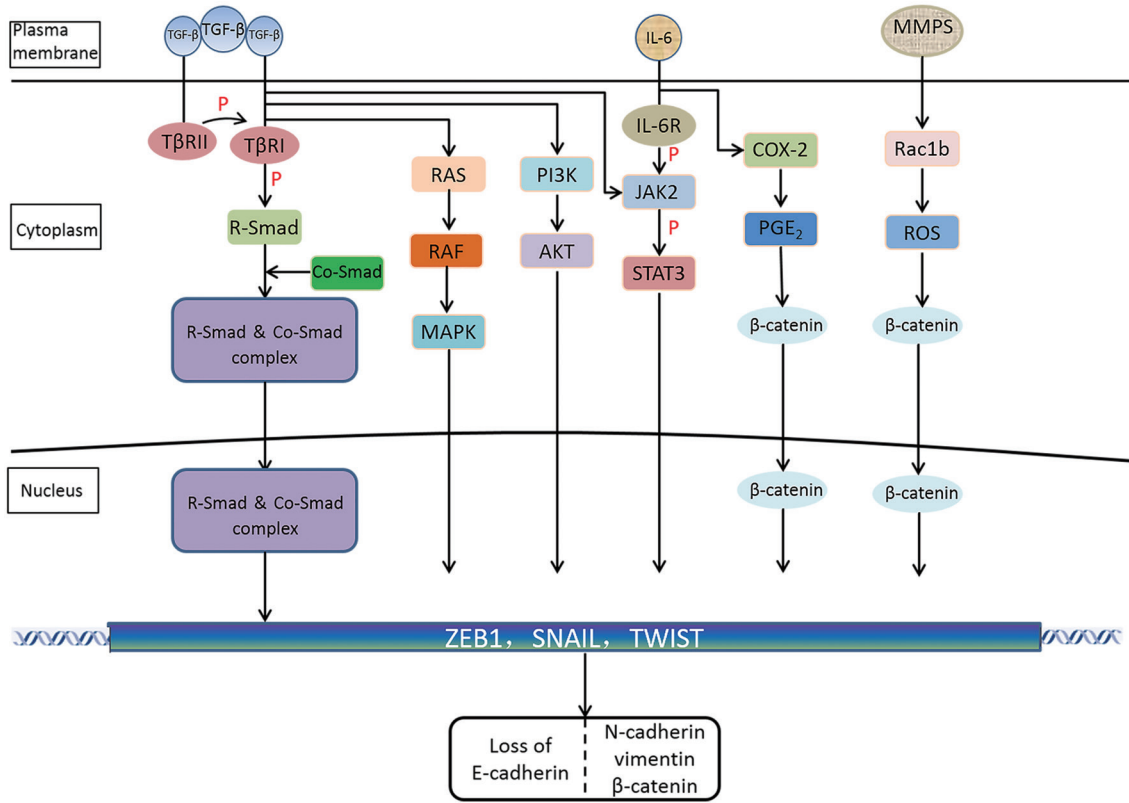 Plasma
membrane
TGF-β
TGF-β
TGF-β
IL-6
MMPS
P
TβRII
TβRI
P
R-Smad
Co-Smad
R-Smad & Co-Smad
complex
RAS
RAF
MAPK
PI3K
AKT
IL-6R
P
JAK2
P
STAT3
COX-2
PGE₂
β-catenin
Rac1b
ROS
β-catenin
Cytoplasm
Nucleus
R-Smad & Co-Smad
complex
β-catenin
β-catenin
ZEB1, SNAIL, TWIST
Loss of
E-cadherin
N-cadherin
vimentin
β-catenin